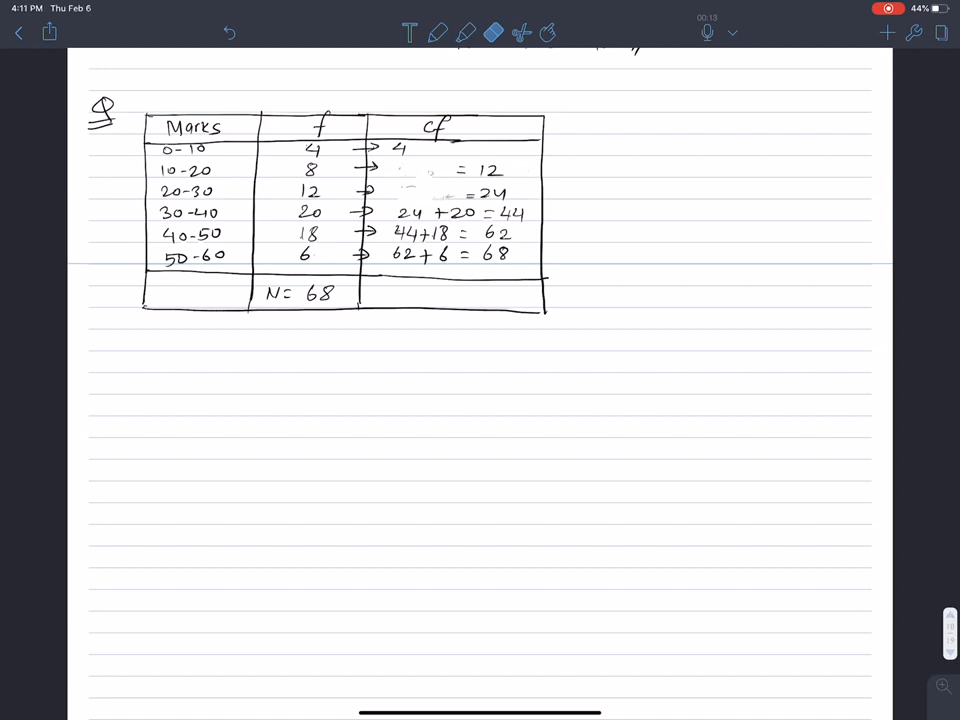 4:11 PM Thu Feb 6
44%
00:13
T
Q
Marks f cf
0-10 4 → 4
10-20 8 → = 12
20-30 12 → = 24
30-40 20 → 24 + 20 = 44
40-50 18 → 44+18 = 62
50-60 6 → 62 + 6 = 68
N = 68
18
19